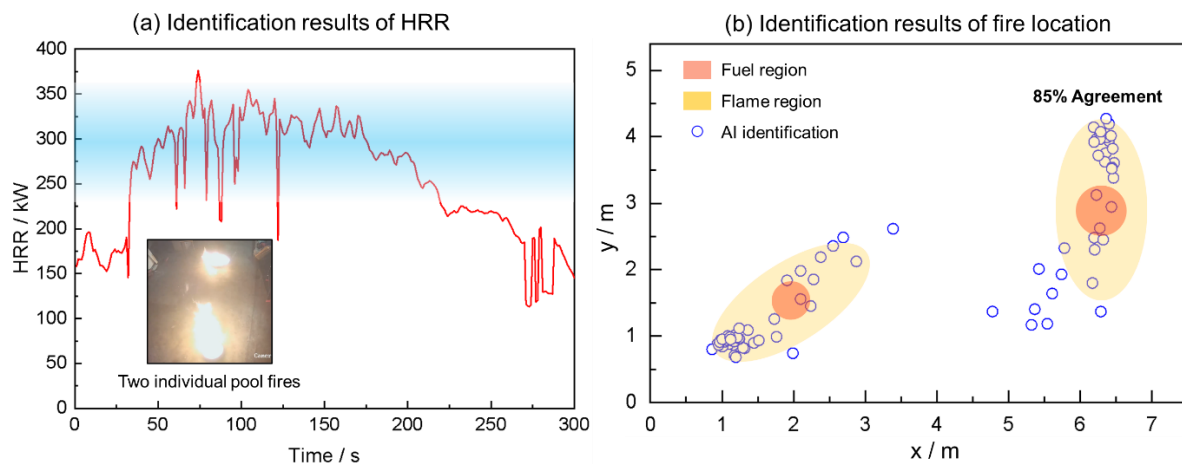 (a) Identification results of HRR
400
350
300
250
200
150
100
50
0
HRR / kW
Two individual pool fires
0 50 100 150 200 250 300
Time / s
(b) Identification results of fire location
5
4
3
2
1
0
y / m
Fuel region
Flame region
AI identification
85% Agreement
0 1 2 3 4 5 6 7
x / m